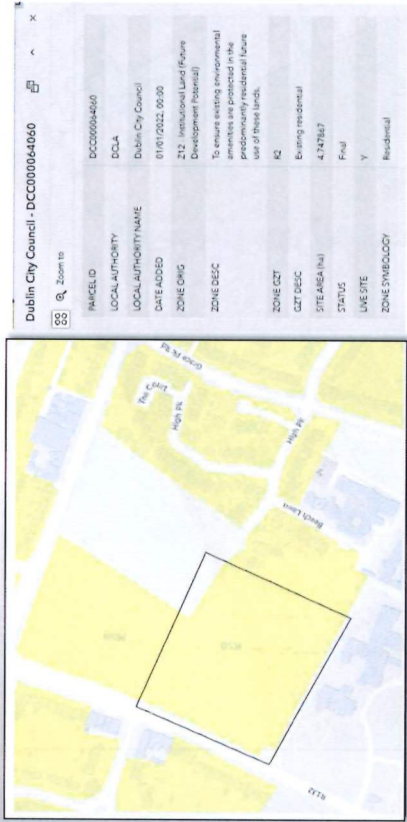 Dublin City Council - DCC000064060
Zoom to
PARCEL ID DCC000064060
LOCAL AUTHORITY DCLA
LOCAL AUTHORITY NAME Dublin City Council
DATE ADDED 01/01/2022, 00:00
ZONE ORIG Z12 Institutional Land (Future
Development Potential)
ZONE DESC To ensure existing environmental
amenities are protected in the
predominantly residential future
use of these lands.
ZONE GZT R2
GZT DESC Existing residential
SITE AREA (ha) 4.747867
STATUS Final
LIVE SITE Y
ZONE SYMBOLOGY Residential
Grace Pk Rd
The Court
High Pk
High Pk
Beech Lawn
R132